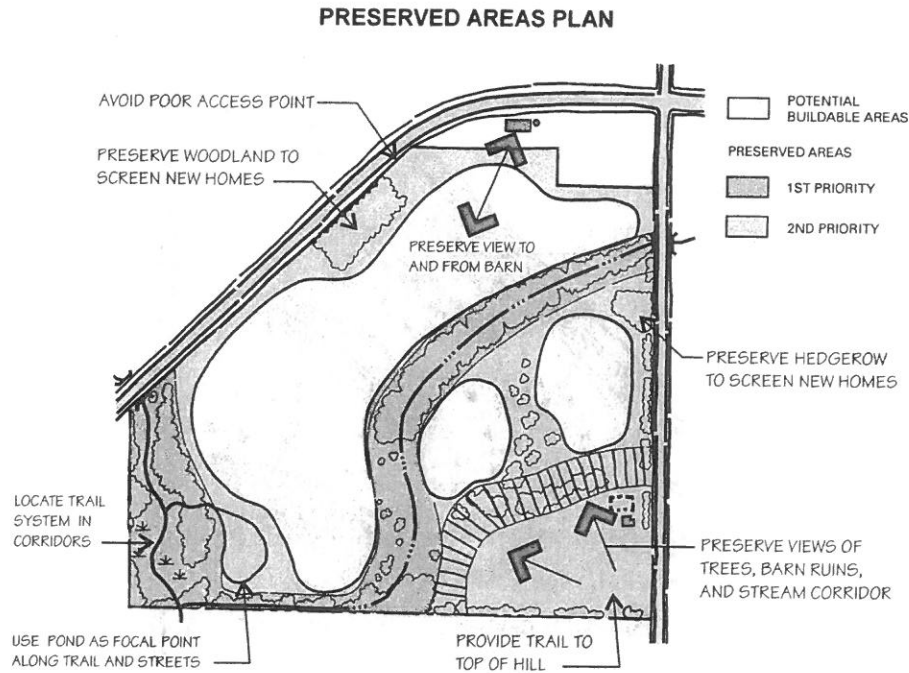 PRESERVED AREAS PLAN
AVOID POOR ACCESS POINT
PRESERVE WOODLAND TO
SCREEN NEW HOMES
PRESERVE VIEW TO
AND FROM BARN
POTENTIAL
BUILDABLE AREAS
PRESERVED AREAS
1ST PRIORITY
2ND PRIORITY
PRESERVE HEDGEROW
TO SCREEN NEW HOMES
LOCATE TRAIL
SYSTEM IN
CORRIDORS
PRESERVE VIEWS OF
TREES, BARN RUINS,
AND STREAM CORRIDOR
USE POND AS FOCAL POINT
ALONG TRAIL AND STREETS
PROVIDE TRAIL TO
TOP OF HILL